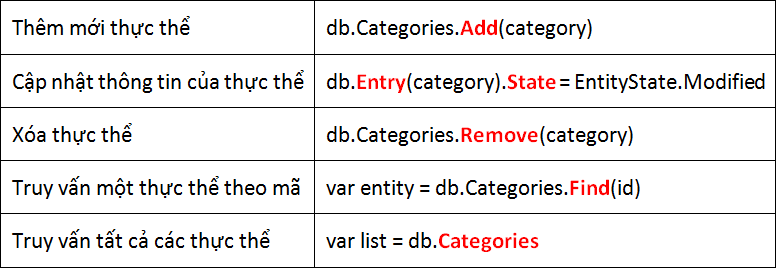 Thêm mới thực thể db.Categories.Add(category)
Cập nhật thông tin của thực thể db.Entry(category).State = EntityState.Modified
Xóa thực thể db.Categories.Remove(category)
Truy vấn một thực thể theo mã var entity = db.Categories.Find(id)
Truy vấn tất cả các thực thể var list = db.Categories